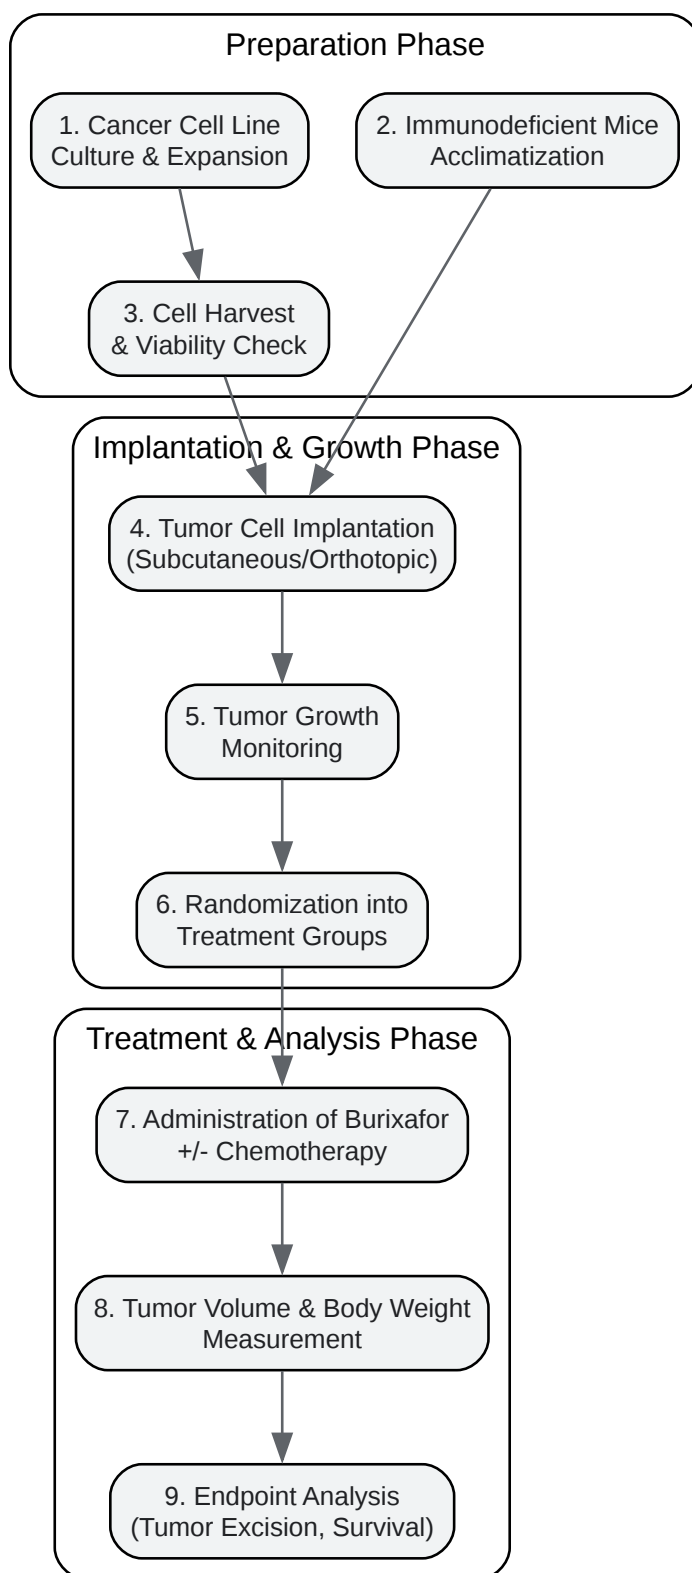 Preparation Phase
1. Cancer Cell Line
Culture & Expansion
2. Immunodeficient Mice
Acclimatization
3. Cell Harvest
& Viability Check
Implantation & Growth Phase
4. Tumor Cell Implantation
(Subcutaneous/Orthotopic)
5. Tumor Growth
Monitoring
6. Randomization into
Treatment Groups
Treatment & Analysis Phase
7. Administration of Burixafor
+/- Chemotherapy
8. Tumor Volume & Body Weight
Measurement
9. Endpoint Analysis
(Tumor Excision, Survival)